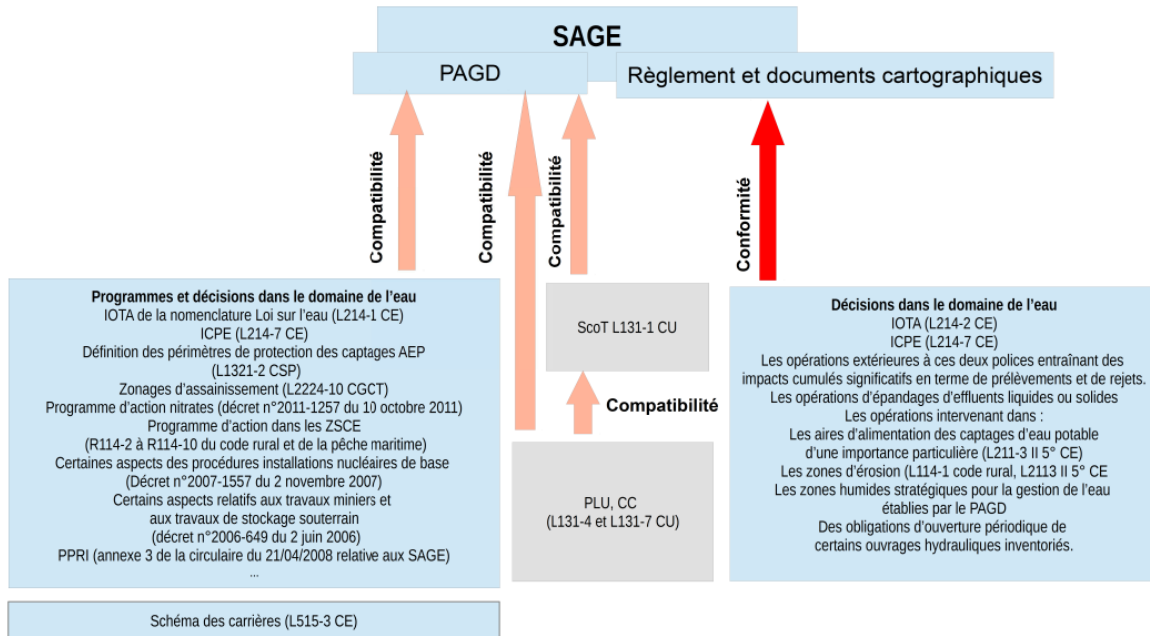 SAGE
PAGD
Règlement et documents cartographiques
Compatibilité
Compatibilité
Compatibilité
Conformité
Programmes et décisions dans le domaine de l'eau
IOTA de la nomenclature Loi sur l'eau (L214-1 CE)
ICPE (L214-7 CE)
Définition des périmètres de protection des captages AEP
(L1321-2 CSP)
Zonages d'assainissement (L2224-10 CGCT)
Programme d'action nitrates (décret n°2011-1257 du 10 octobre 2011)
Programme d'action dans les ZSCE
(R114-2 à R114-10 du code rural et de la pêche maritime)
Certaines aspects des procédures installations nucléaires de base
(Décret n°2007-1557 du 2 novembre 2007)
Certains aspects relatifs aux travaux miniers et
aux travaux de stockage souterrain
(décret n°2006-649 du 2 juin 2006)
PPRI (annexe 3 de la circulaire du 21/04/2008 relative aux SAGE)
...
Schéma des carrières (L515-3 CE)
ScoT L131-1 CU
Compatibilité
PLU, CC
(L131-4 et L131-7 CU)
Décisions dans le domaine de l'eau
IOTA (L214-2 CE)
ICPE (L214-7 CE)
Les opérations extérieures à ces deux polices entraînant des
impacts cumulés significatifs en terme de prélèvements et de rejets.
Les opérations d'épandages d'effluents liquides ou solides
Les opérations intervenant dans :
Les aires d'alimentation des captages d'eau potable
d'une importance particulière (L211-3 II 5° CE)
Les zones d'érosion (L114-1 code rural, L2113 II 5° CE
Les zones humides stratégiques pour la gestion de l'eau
établies par le PAGD
Des obligations d'ouverture périodique de
certains ouvrages hydrauliques inventoriés.